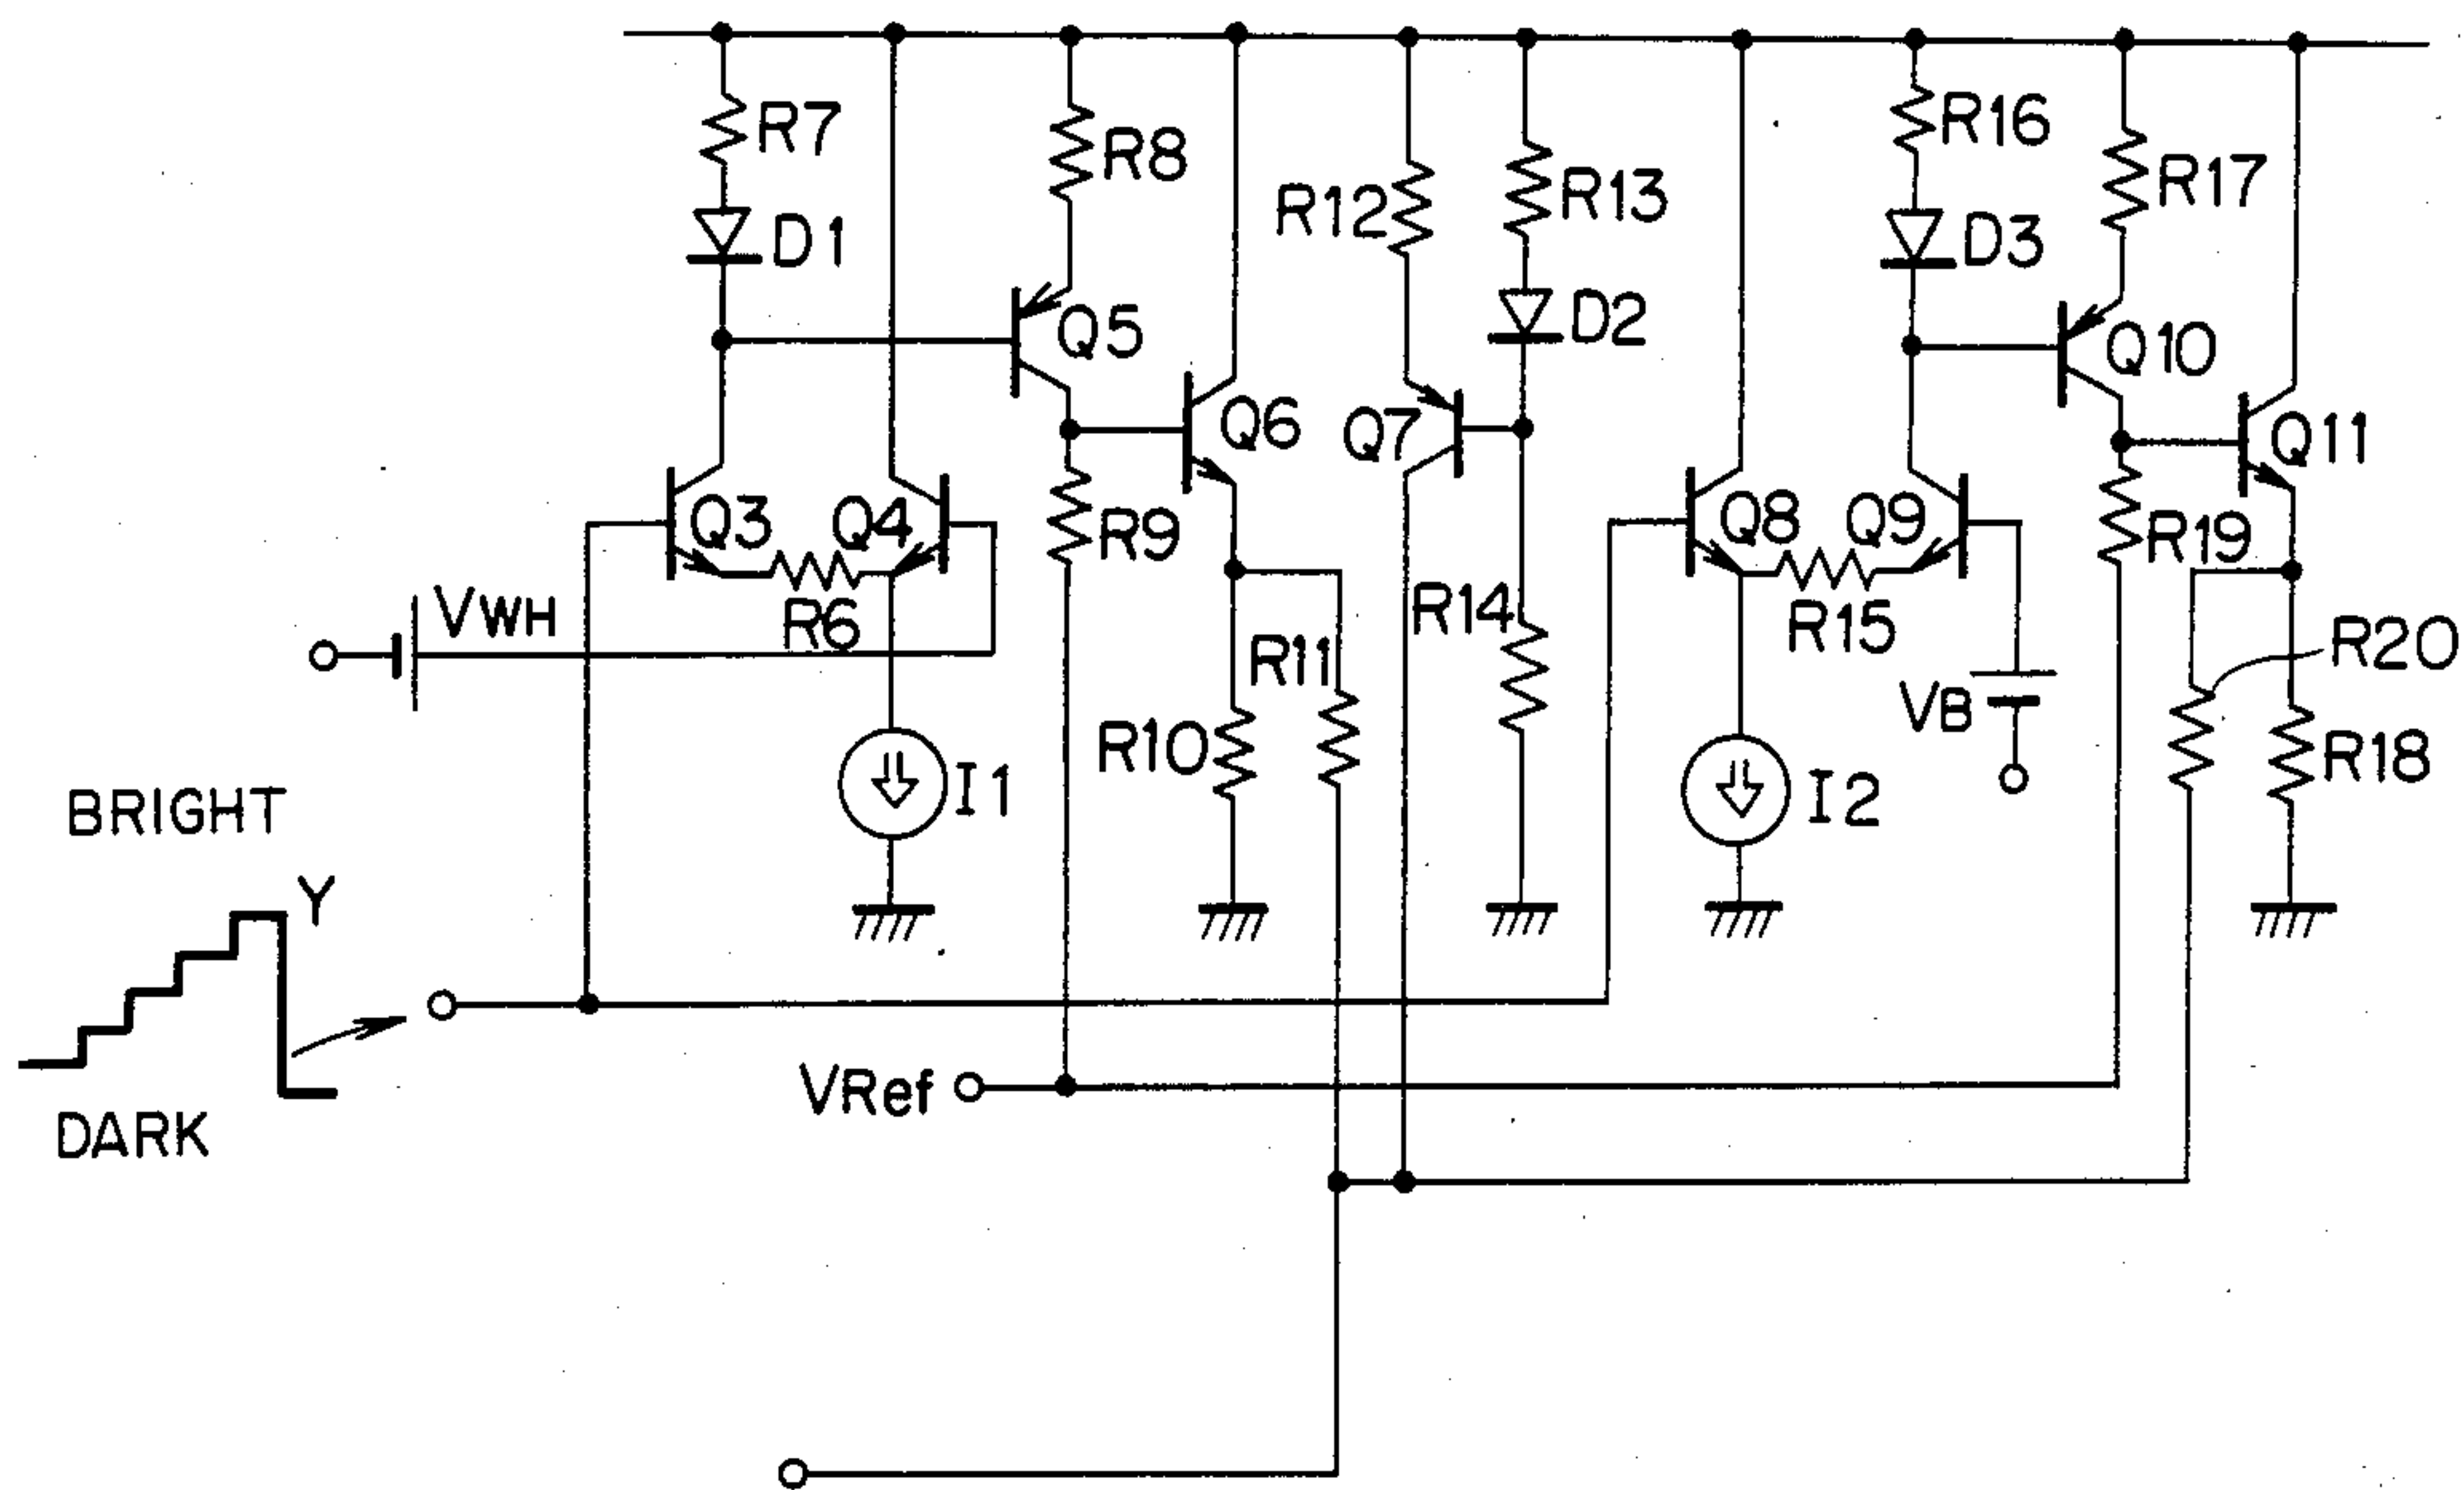 R7
R8
R16
R17
R12
R13
D1
D3
D2
Q5
Q10
Q6
Q7
Q11
Q3
Q4
Q8
Q9
R9
R19
VWH
R6
R14
R15
R11
R20
VB
R10
R18
I1
I2
BRIGHT
Y
VRef
DARK